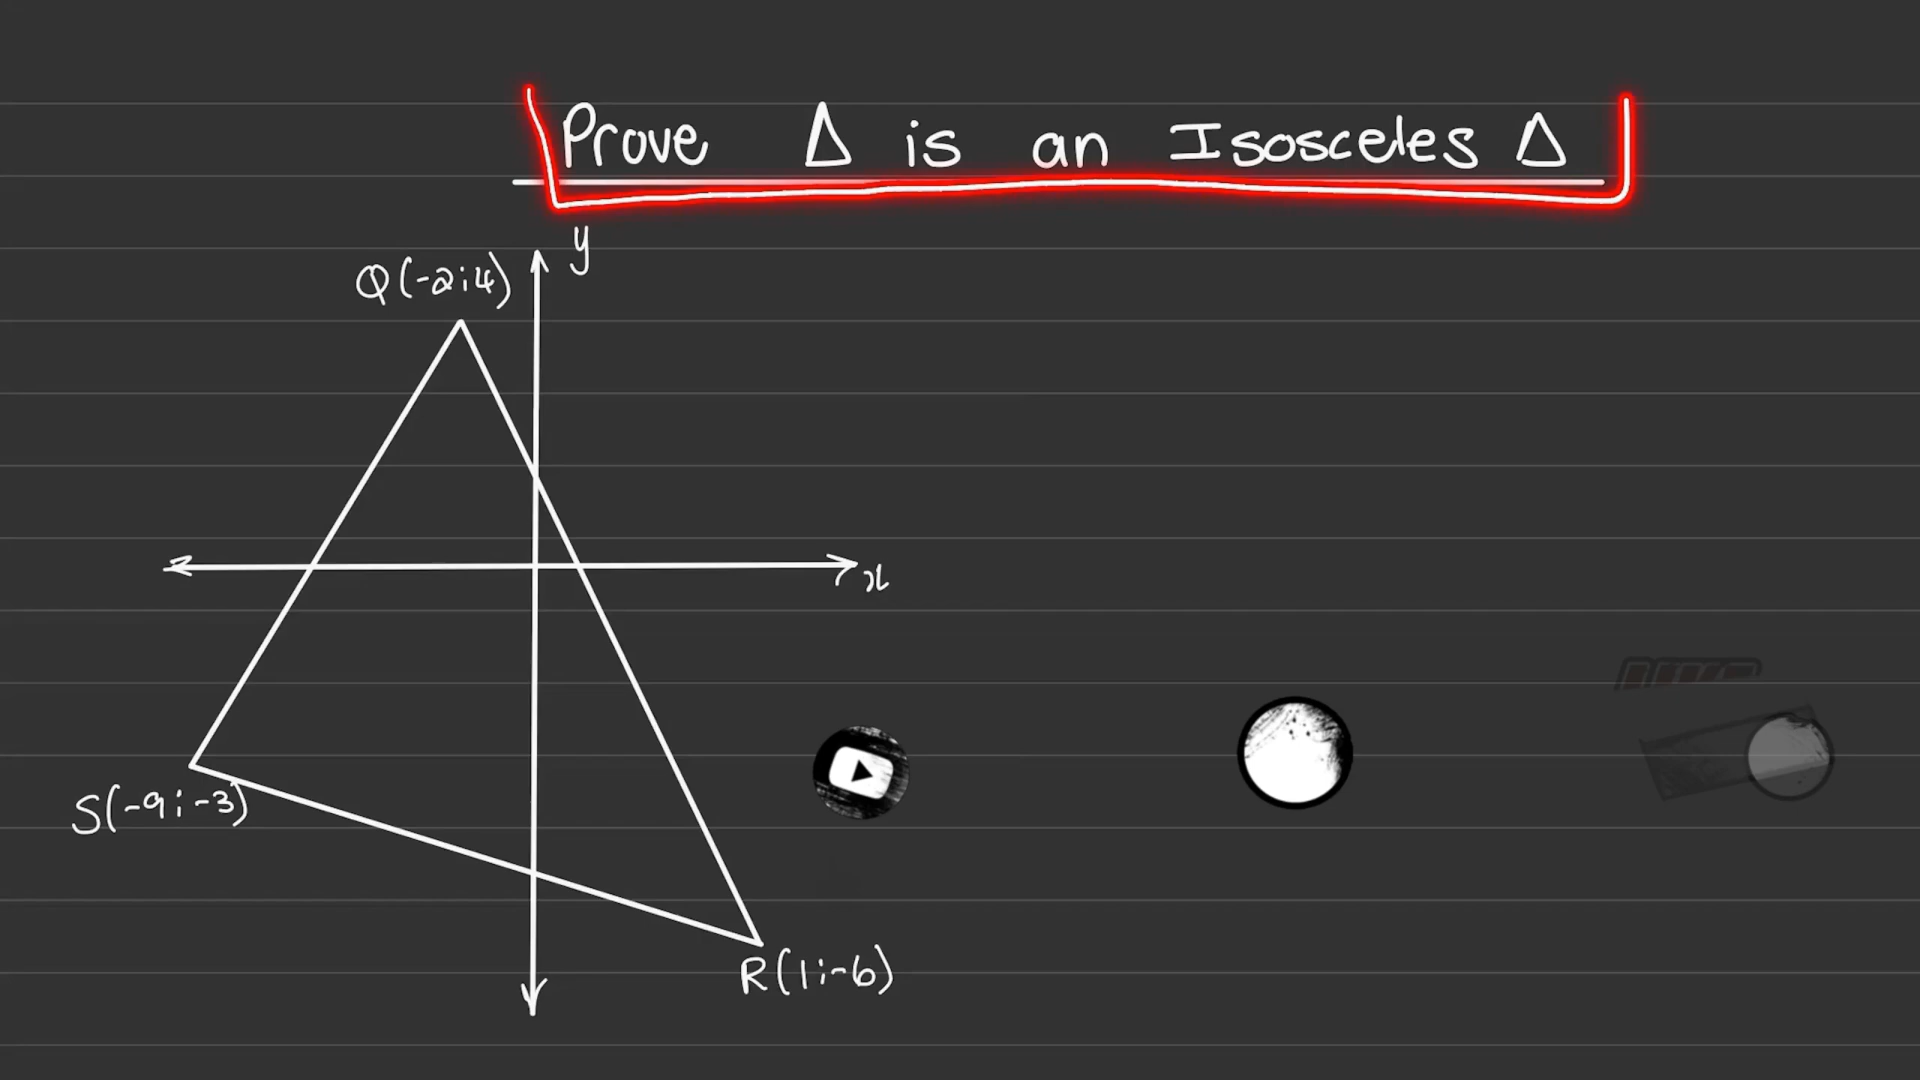 Prove Δ is an Isosceles Δ
y
Q(-2;4)
x
S(-9;-3)
R(1;-6)